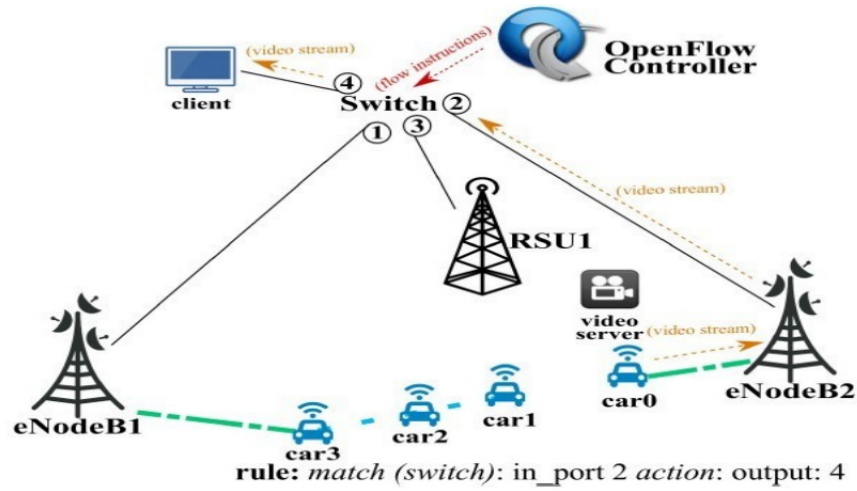 (video stream)
(flow instructions)
OpenFlow
Controller
client
4
Switch 2
1
3
(video stream)
RSU1
video
server
(video stream)
eNodeB1
car3
car2
car1
car0
eNodeB2
rule: match (switch): in_port 2 action: output: 4